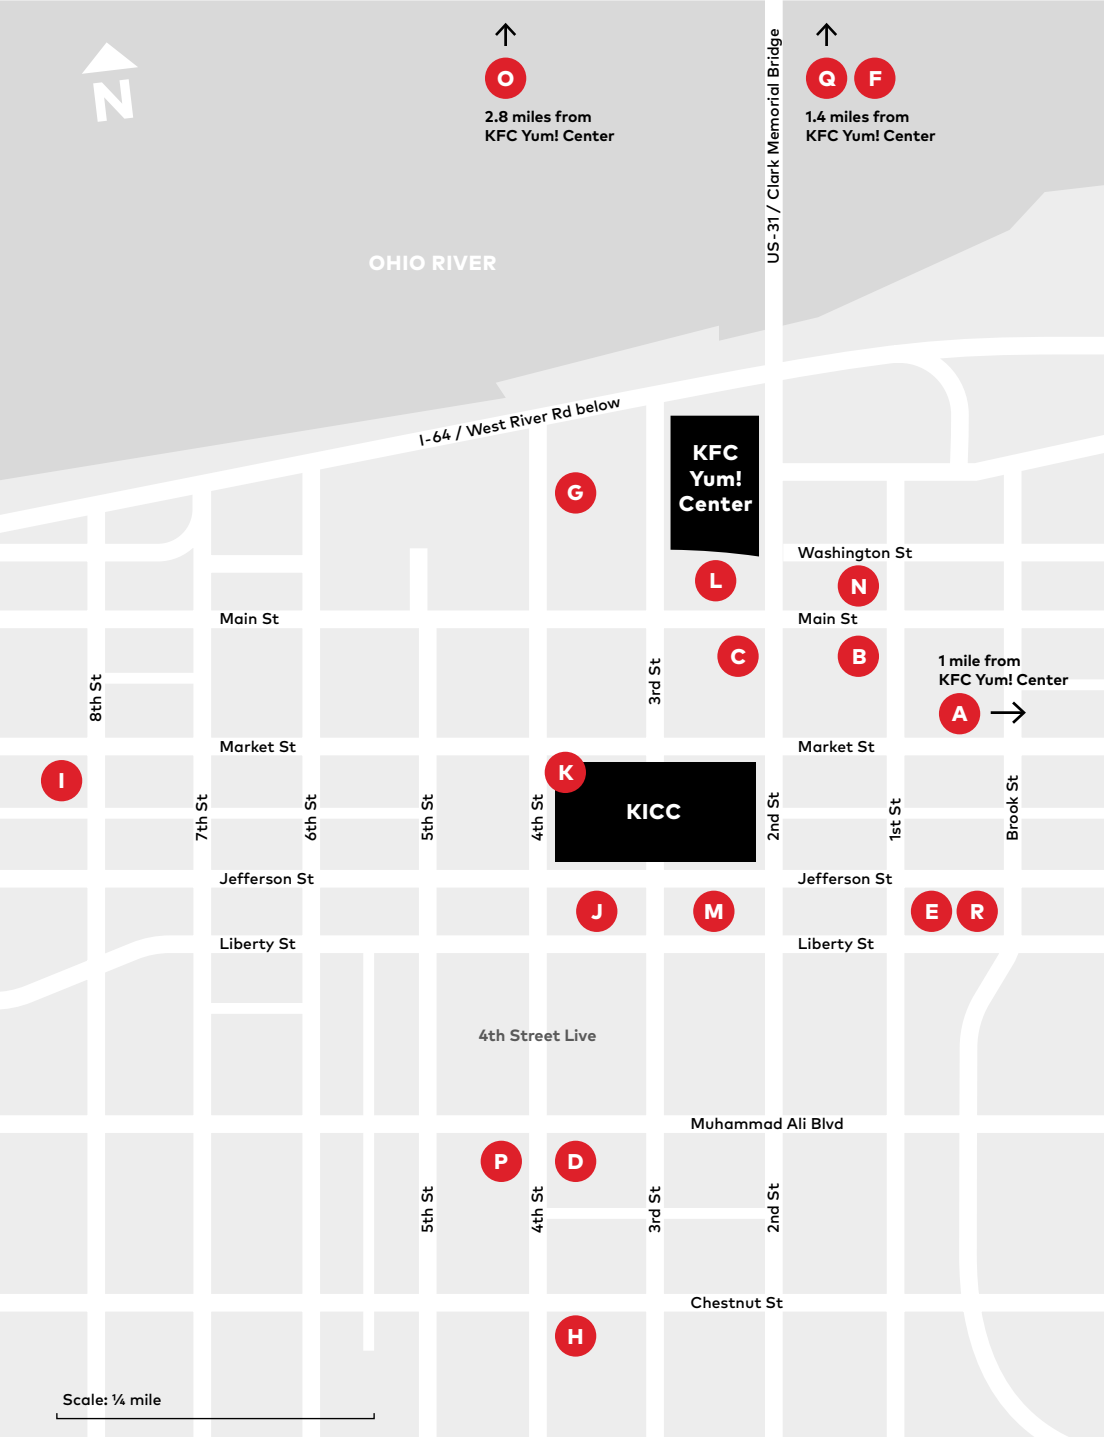 N
O
2.8 miles from
KFC Yum! Center
US-31 / Clark Memorial Bridge
Q F
1.4 miles from
KFC Yum! Center
OHIO RIVER
I-64 / West River Rd below
KFC
Yum!
Center
G
Washington St
L
N
Main St
Main St
C
B
3rd St
8th St
1 mile from
KFC Yum! Center
A
Market St
Market St
I
K
KICC
7th St
6th St
5th St
4th St
2nd St
1st St
Brook St
Jefferson St
Jefferson St
J
M
E R
Liberty St
Liberty St
4th Street Live
Muhammad Ali Blvd
P
D
5th St
4th St
3rd St
2nd St
Chestnut St
H
Scale: ¼ mile